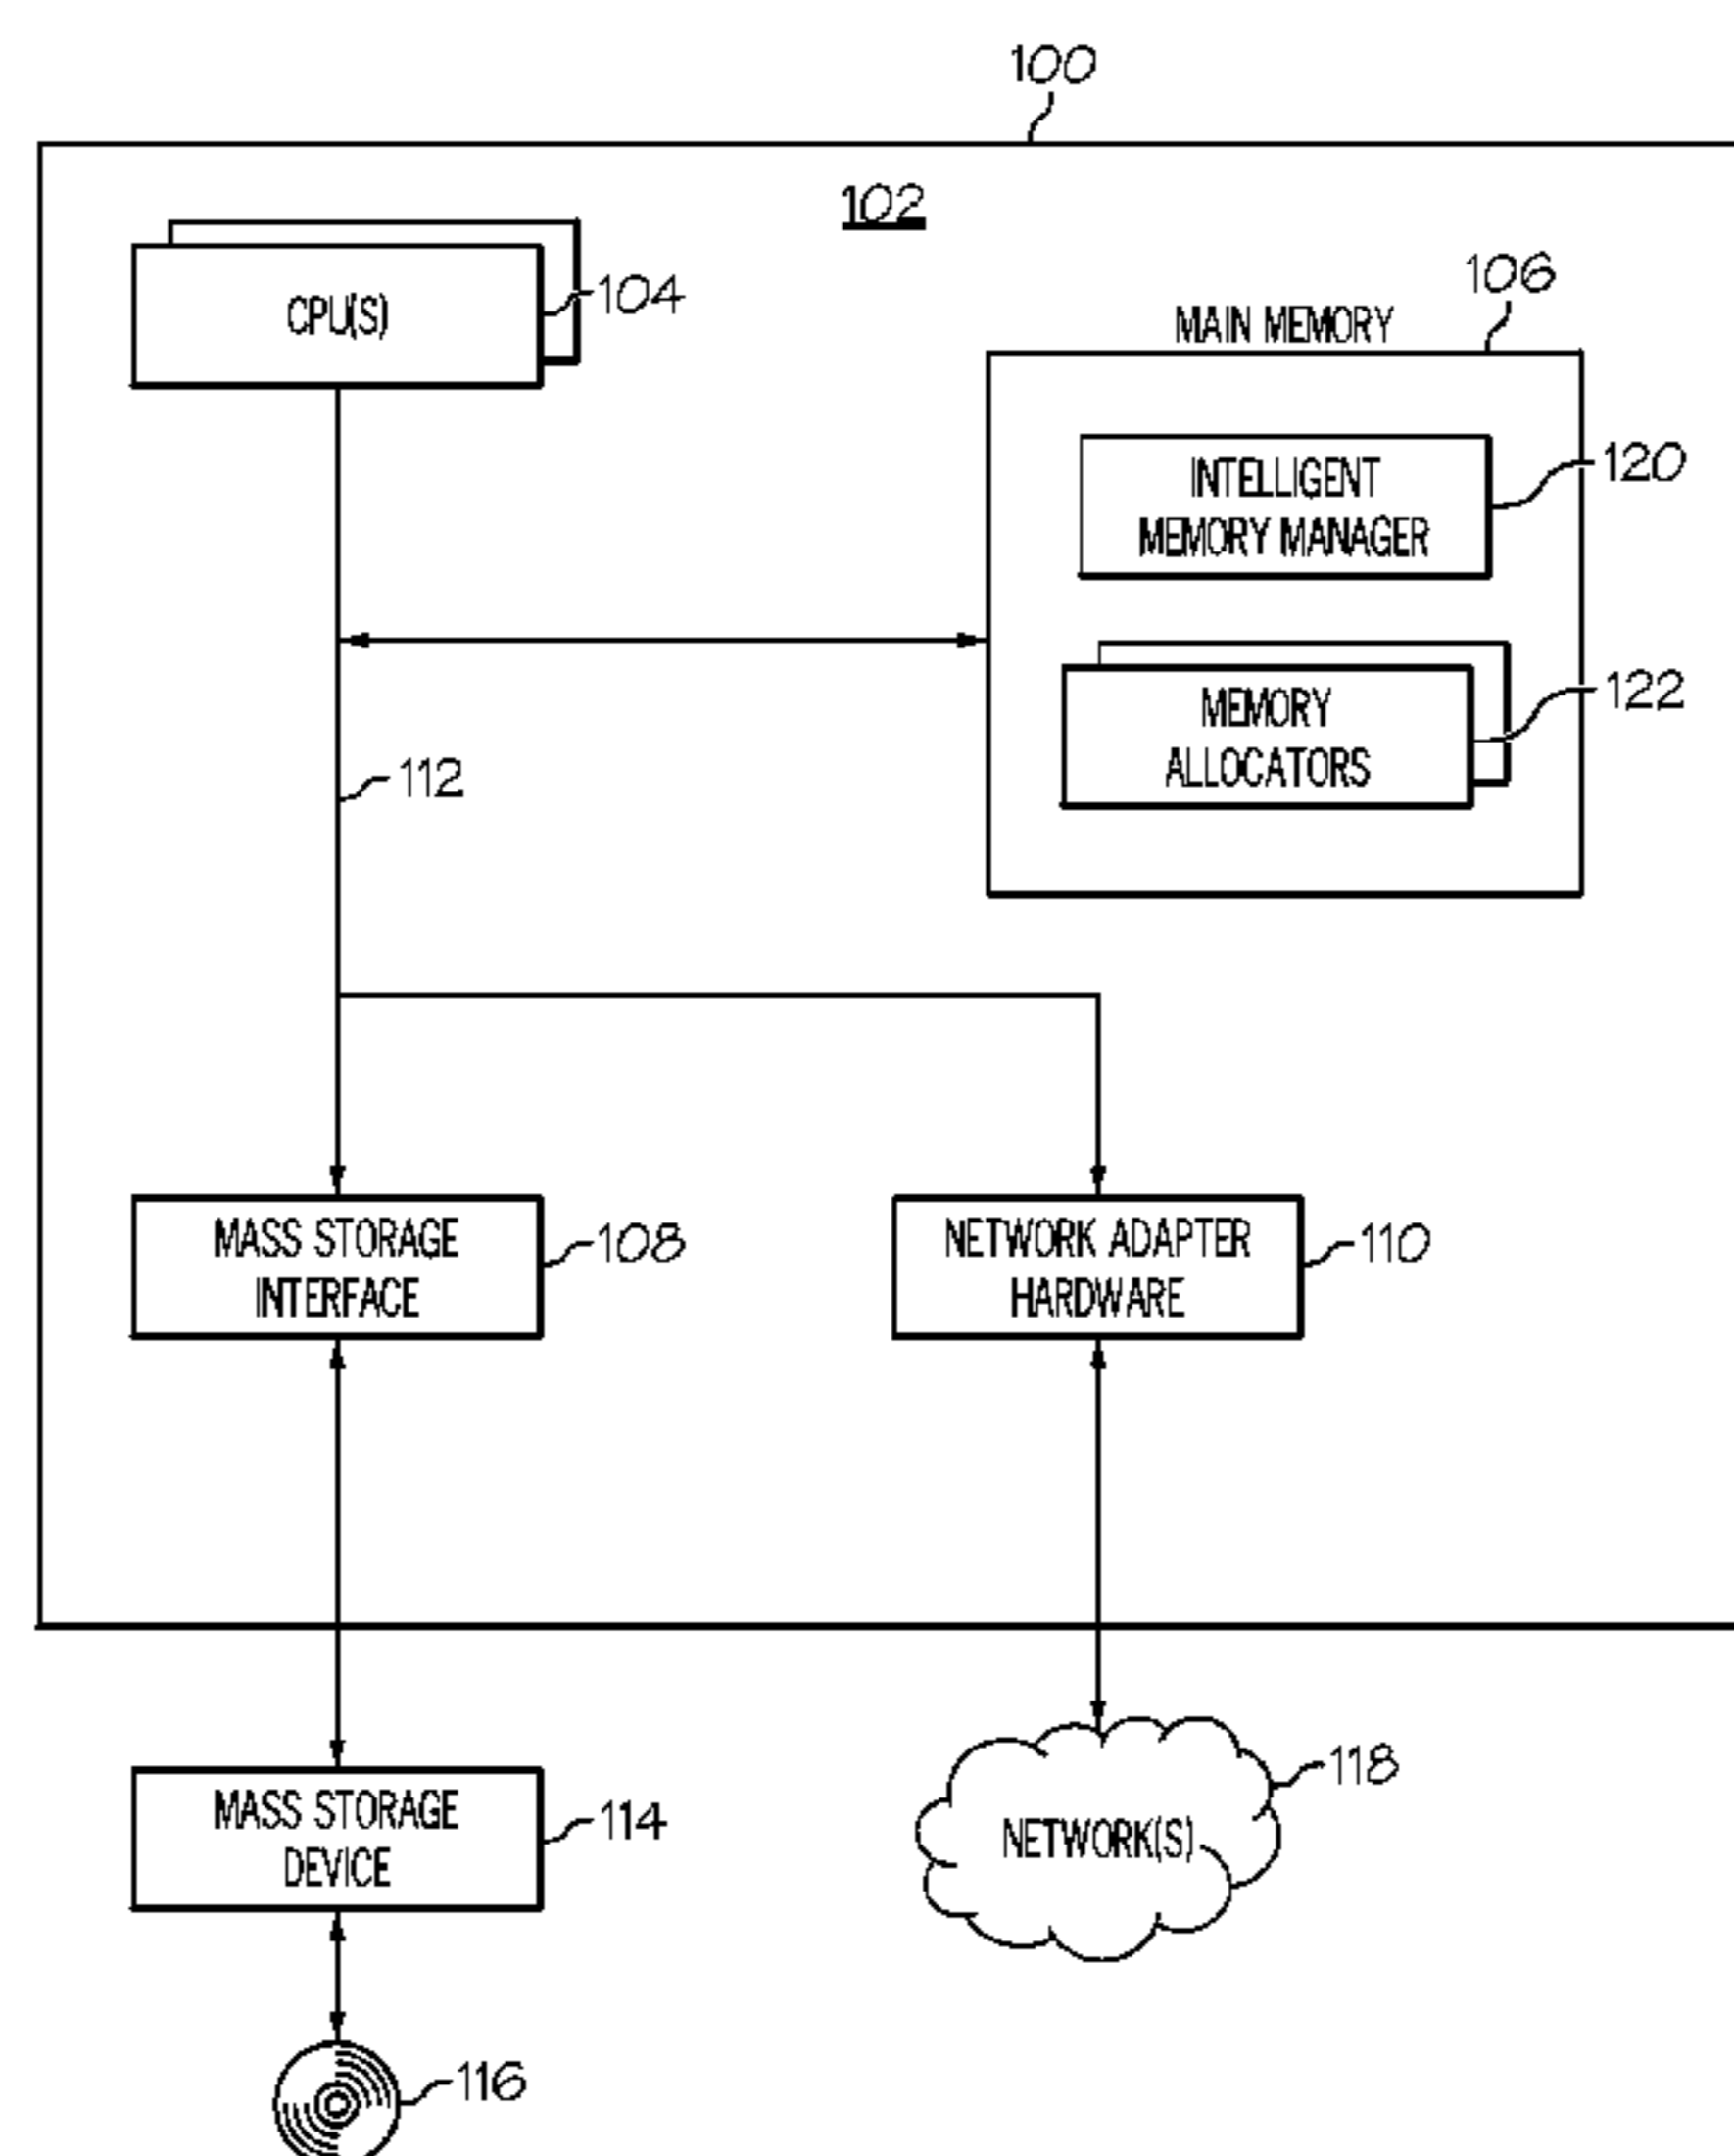 100
102
CPU(S)
104
106
MAIN MEMORY
INTELLIGENT
MEMORY MANAGER
120
MEMORY
ALLOCATORS
122
112
MASS STORAGE
INTERFACE
108
NETWORK ADAPTER
HARDWARE
110
MASS STORAGE
DEVICE
114
NETWORK(S)
118
116